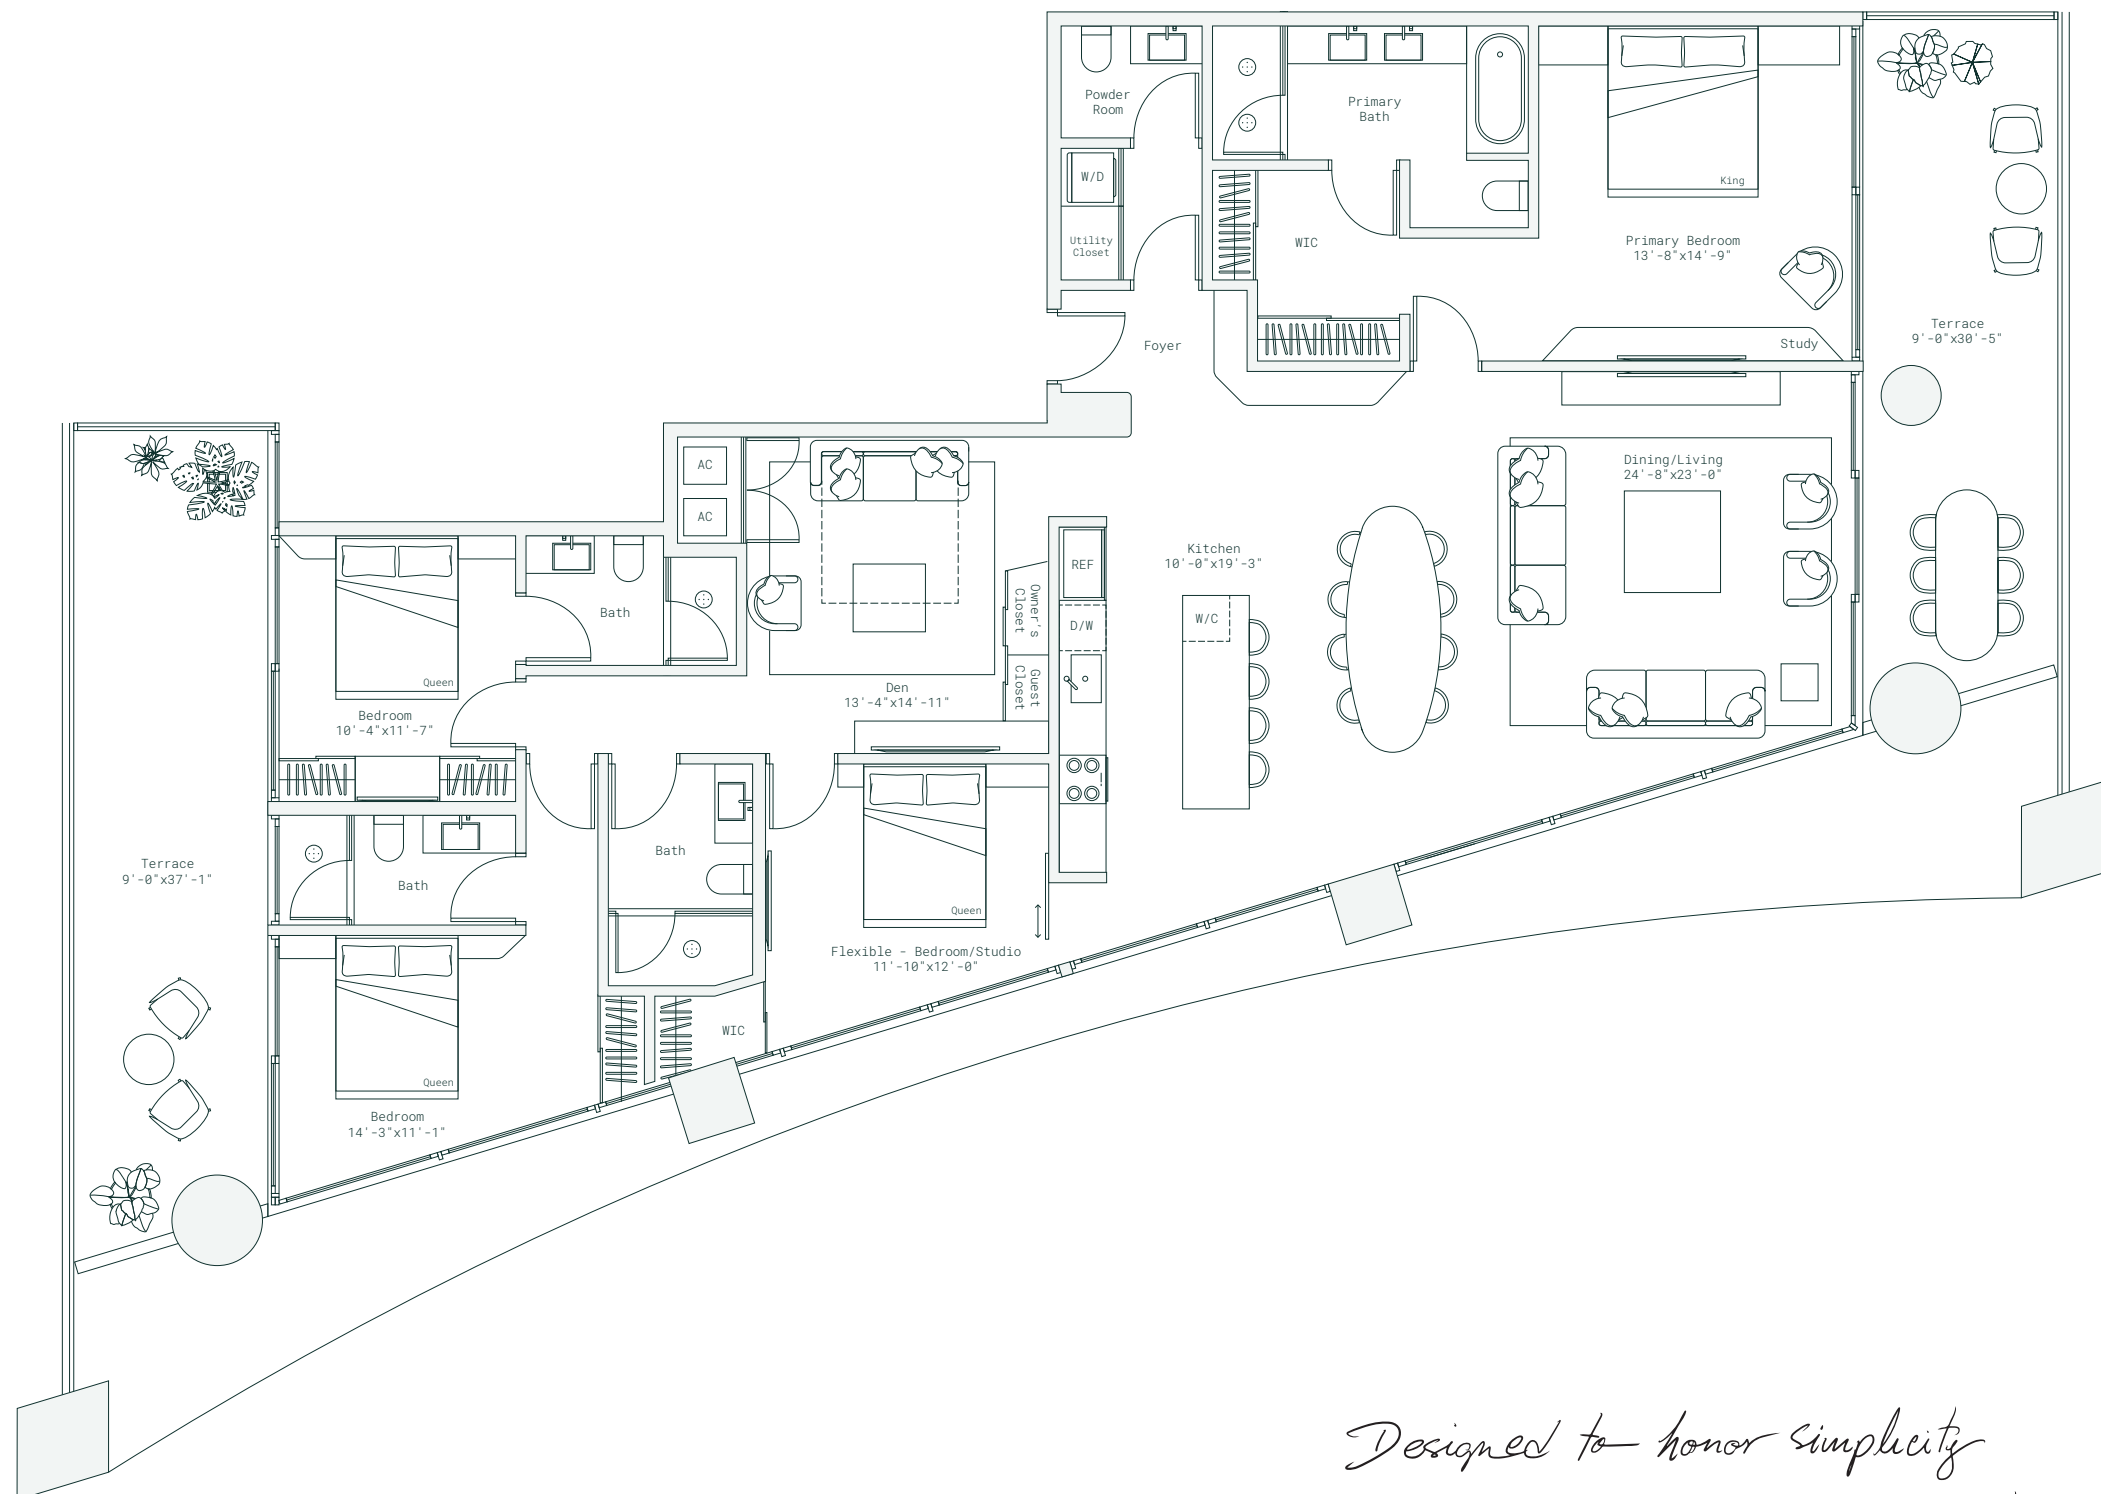 Powder
Room
Primary
Bath
W/D
King
Utility
Closet
WIC
Primary Bedroom
13'-8"x14'-9"
Terrace
9'-0"x30'-5"
Foyer
Study
AC
AC
Dining/Living
24'-8"x23'-0"
Kitchen
10'-0"x19'-3"
REF
Owner's
Closet
D/W
W/C
Bath
Queen
Guest
Closet
Den
13'-4"x14'-11"
Bedroom
10'-4"x11'-7"
Bath
Terrace
9'-0"x37'-1"
Bath
Queen
Flexible - Bedroom/Studio
11'-10"x12'-0"
WIC
Queen
Bedroom
14'-3"x11'-1"
Designed to honor simplicity